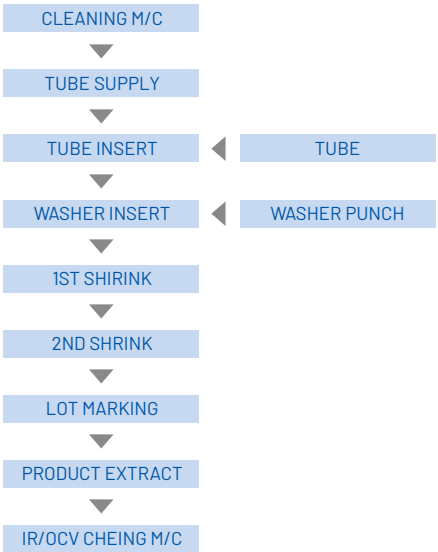 CLEANING M/C
TUBE SUPPLY
TUBE INSERT
TUBE
WASHER INSERT
WASHER PUNCH
1ST SHIRINK
2ND SHRINK
LOT MARKING
PRODUCT EXTRACT
IR/OCV CHEING M/C